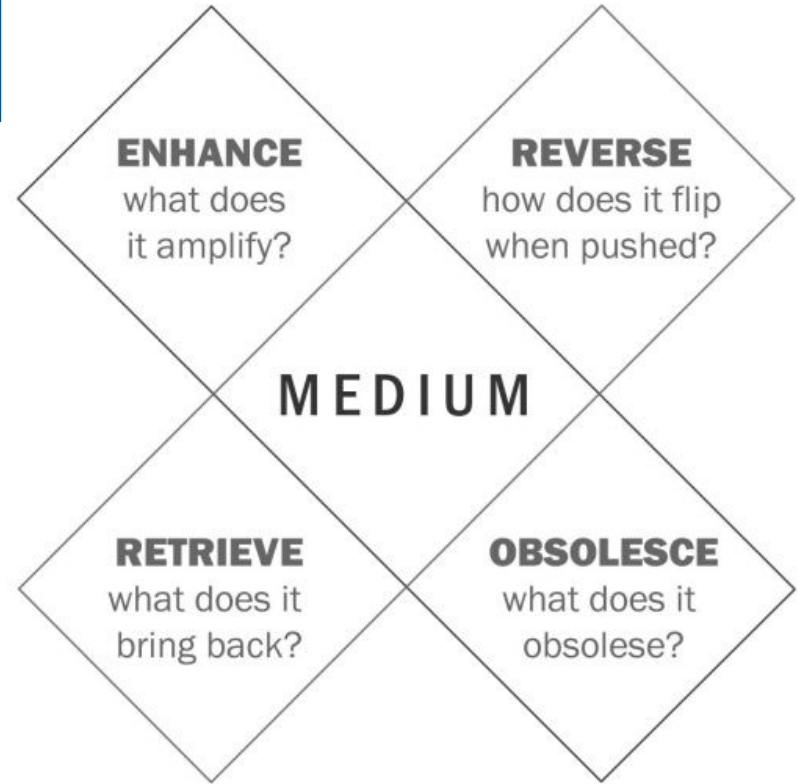 ENHANCE
what does
it amplify?
REVERSE
how does it flip
when pushed?
MEDIUM
RETRIEVE
what does it
bring back?
OBSOLESCE
what does it
obsolese?